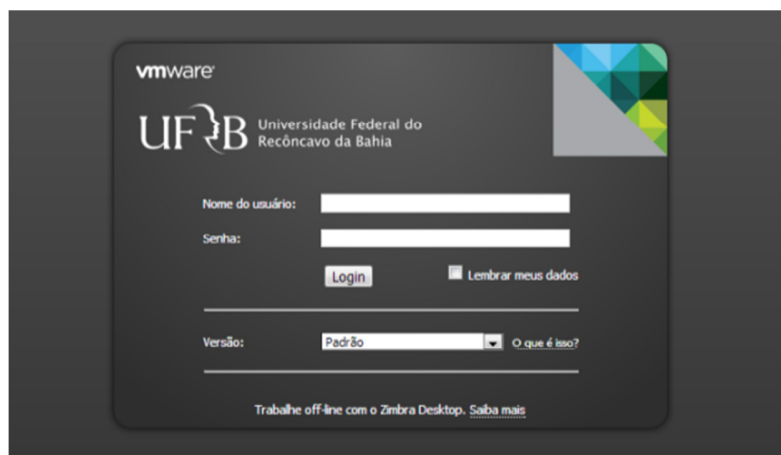 vmware
UFRB Universidade Federal do
Recôncavo da Bahia
Nome do usuário:
Senha:
Login Lembrar meus dados
Versão: Padrão O que é isso?
Trabalhe off-line com o Zimbra Desktop. Saiba mais